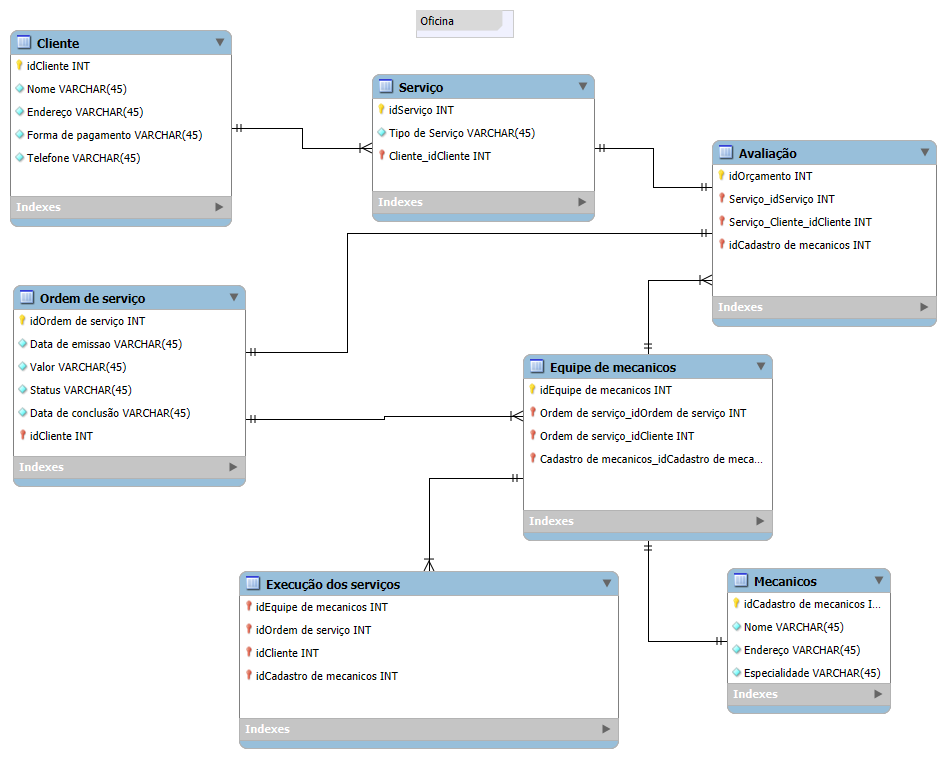 Oficina
Cliente
idCliente INT
Nome VARCHAR(45)
Endereço VARCHAR(45)
Forma de pagamento VARCHAR(45)
Telefone VARCHAR(45)
Indexes
Serviço
idServiço INT
Tipo de Serviço VARCHAR(45)
Cliente_idCliente INT
Indexes
Avaliação
idOrçamento INT
Serviço_idServiço INT
Serviço_Cliente_idCliente INT
idCadastro de mecanicos INT
Indexes
Ordem de serviço
idOrdem de serviço INT
Data de emissao VARCHAR(45)
Valor VARCHAR(45)
Status VARCHAR(45)
Data de conclusão VARCHAR(45)
idCliente INT
Indexes
Equipe de mecanicos
idEquipe de mecanicos INT
Ordem de serviço_idOrdem de serviço INT
Ordem de serviço_idCliente INT
Cadastro de mecanicos_idCadastro de meca...
Indexes
Execução dos serviços
idEquipe de mecanicos INT
idOrdem de serviço INT
idCliente INT
idCadastro de mecanicos INT
Indexes
Mecanicos
idCadastro de mecanicos I...
Nome VARCHAR(45)
Endereço VARCHAR(45)
Especialidade VARCHAR(45)
Indexes